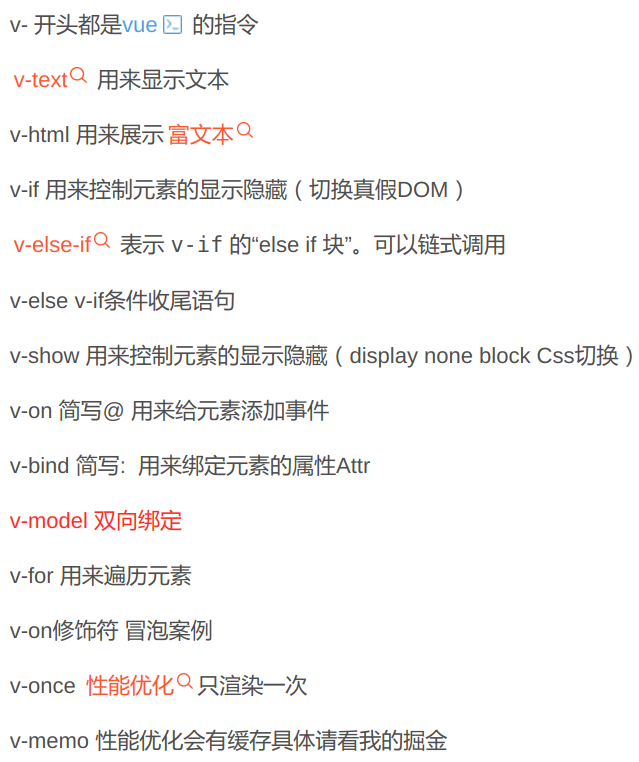 v- 开头都是vue 的指令
v-text 用来显示文本
v-html 用来展示 富文本
v-if 用来控制元素的显示隐藏（切换真假DOM）
v-else-if 表示 v-if 的“else if 块”。可以链式调用
v-else v-if条件收尾语句
v-show 用来控制元素的显示隐藏（display none block Css切换）
v-on 简写@ 用来给元素添加事件
v-bind 简写:  用来绑定元素的属性Attr
v-model 双向绑定
v-for 用来遍历元素
v-on修饰符 冒泡案例
v-once 性能优化 只渲染一次
v-memo 性能优化会有缓存具体请看我的掘金